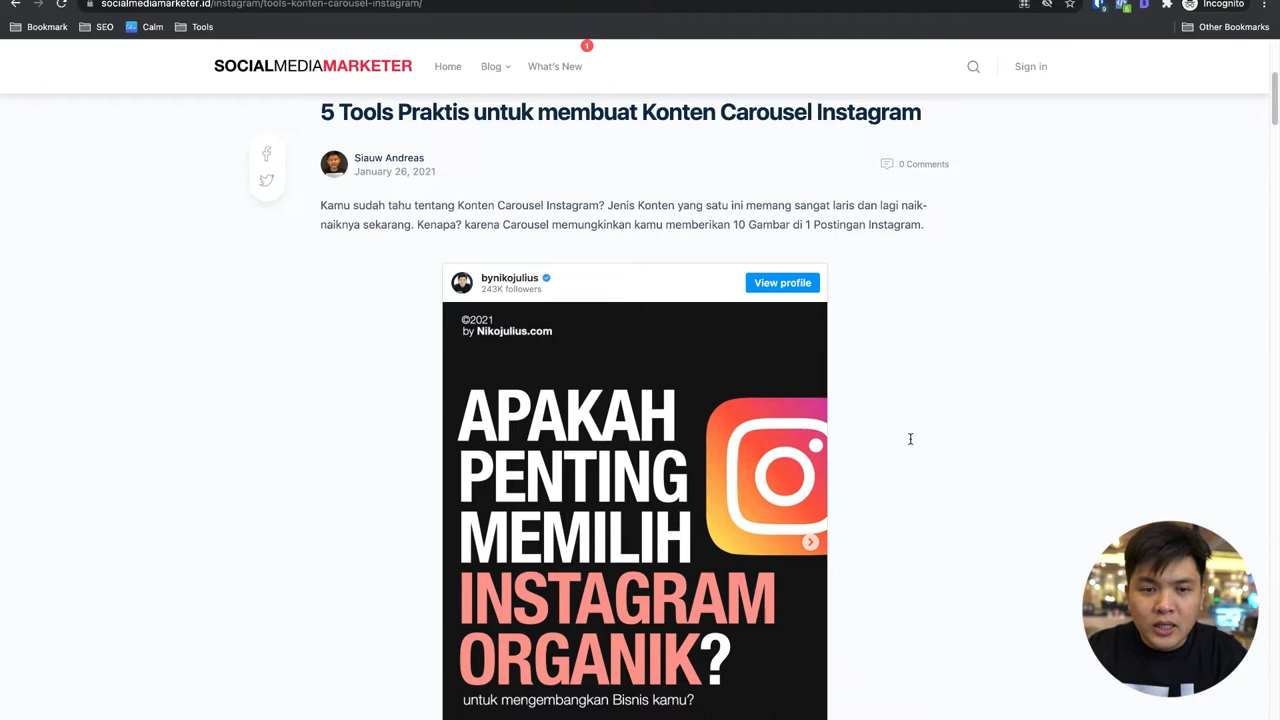 socialmediamarketer.id/instagram/tools-konten-carousel-instagram/
Incognito
Bookmark
SEO
Calm
Tools
Other Bookmarks
SOCIALMEDIAMARKETER
Home
Blog
What's New
1
Sign in
5 Tools Praktis untuk membuat Konten Carousel Instagram
Siauw Andreas
January 26, 2021
0 Comments
Kamu sudah tahu tentang Konten Carousel Instagram? Jenis Konten yang satu ini memang sangat laris dan lagi naik-
naiknya sekarang. Kenapa? karena Carousel memungkinkan kamu memberikan 10 Gambar di 1 Postingan Instagram.
bynikojulius
243K followers
View profile
©2021
by Nikojulius.com
APAKAH
PENTING
MEMILIH
INSTAGRAM
ORGANIK?
untuk mengembangkan Bisnis kamu?